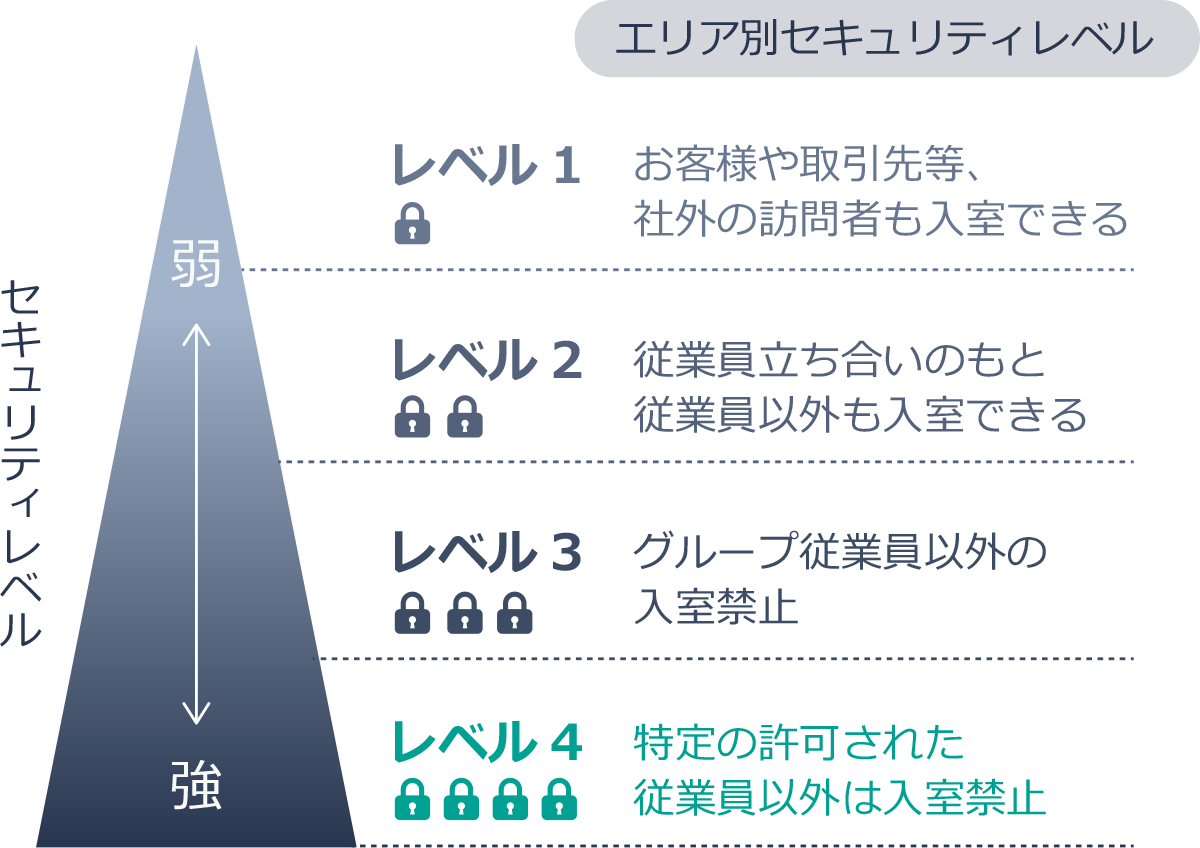 エリア別セキュリティレベル
セキュリティレベル
弱
強
レベル 1
お客様や取引先等、
社外の訪問者も入室できる
レベル 2
従業員立ち合いのもと
従業員以外も入室できる
レベル 3
グループ従業員以外の
入室禁止
レベル 4
特定の許可された
従業員以外は入室禁止